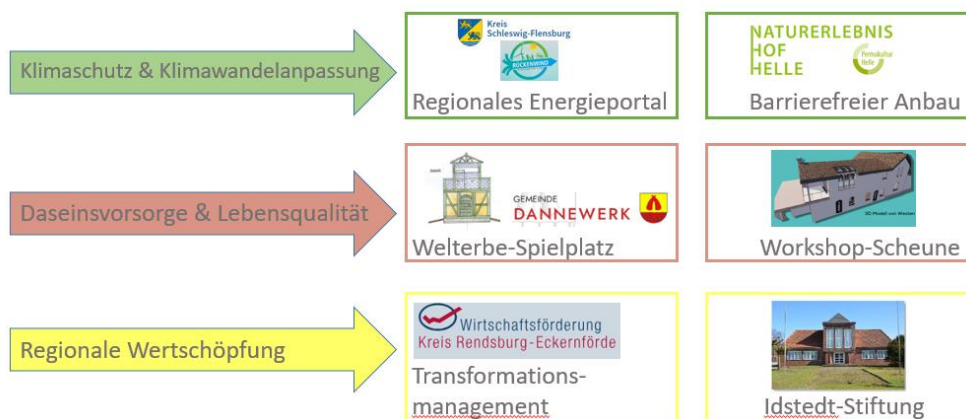 Klimaschutz & Klimawandelanpassung
Kreis
Schleswig-Flensburg
RÜCKENWIND
Regionales Energieportal
NATURERLEBNIS
HOF
HELLE
Permakultur
Helle
Barrierefreier Anbau
Daseinsvorsorge & Lebensqualität
GEMEINDE
DANNEWERK
Welterbe-Spielplatz
3D-Modell von Westen
Workshop-Scheune
Regionale Wertschöpfung
Wirtschaftsförderung
Kreis Rendsburg-Eckernförde
Transformations-
management
Idstedt-Stiftung